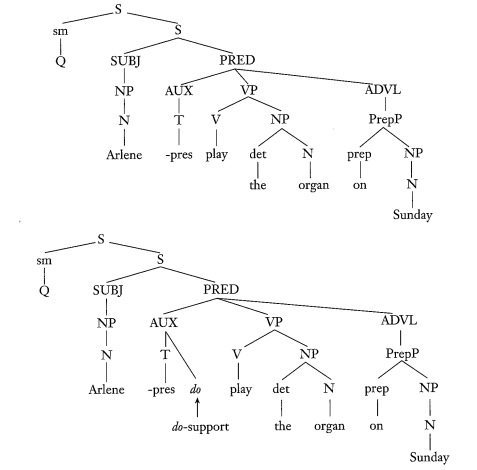 S
sm S
Q SUBJ PRED
NP AUX VP ADVL
N T V NP PrepP
Arlene -pres play det N prep NP
the organ on N
Sunday
S
sm S
Q SUBJ PRED
NP AUX VP ADVL
N T V NP PrepP
Arlene -pres do play det N prep NP
do-support the organ on N
Sunday